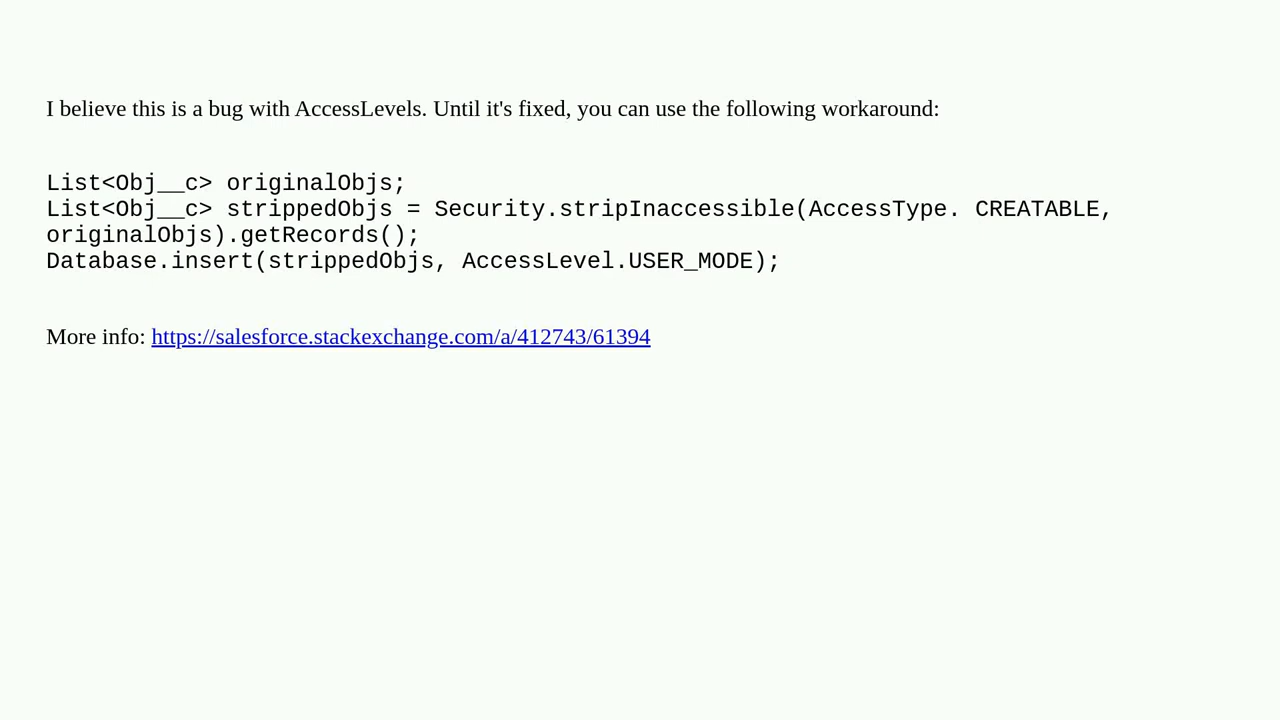 I believe this is a bug with AccessLevels. Until it's fixed, you can use the following workaround:
List<Obj__c> originalObjs;
List<Obj__c> strippedObjs = Security.stripInaccessible(AccessType. CREATABLE,
originalObjs).getRecords();
Database.insert(strippedObjs, AccessLevel.USER_MODE);
More info: https://salesforce.stackexchange.com/a/412743/61394